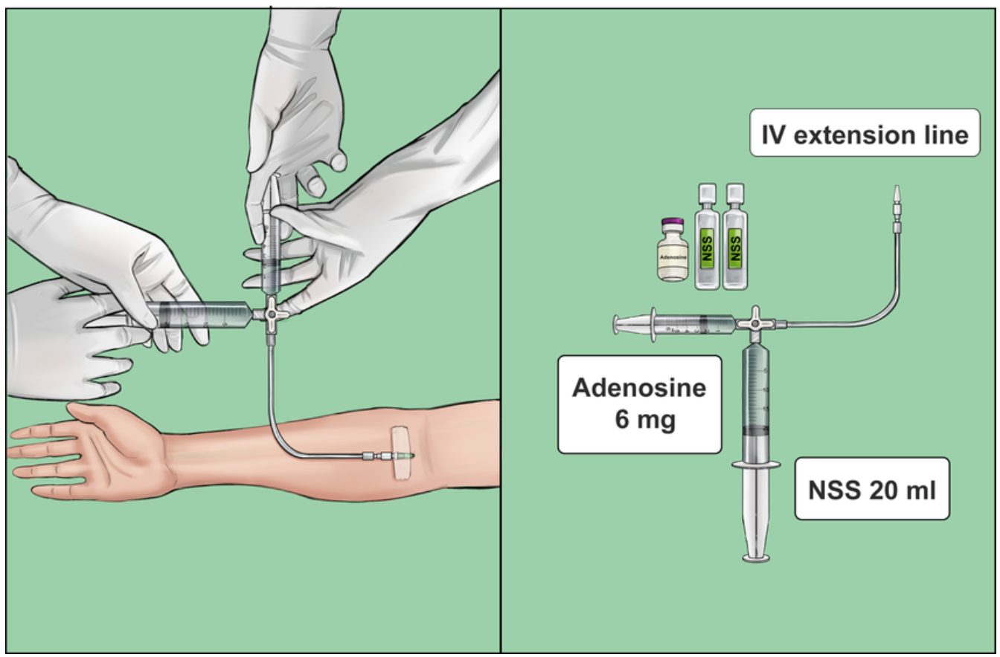 IV extension line
NSS
NSS
Adenosine
Adenosine
6 mg
NSS 20 ml